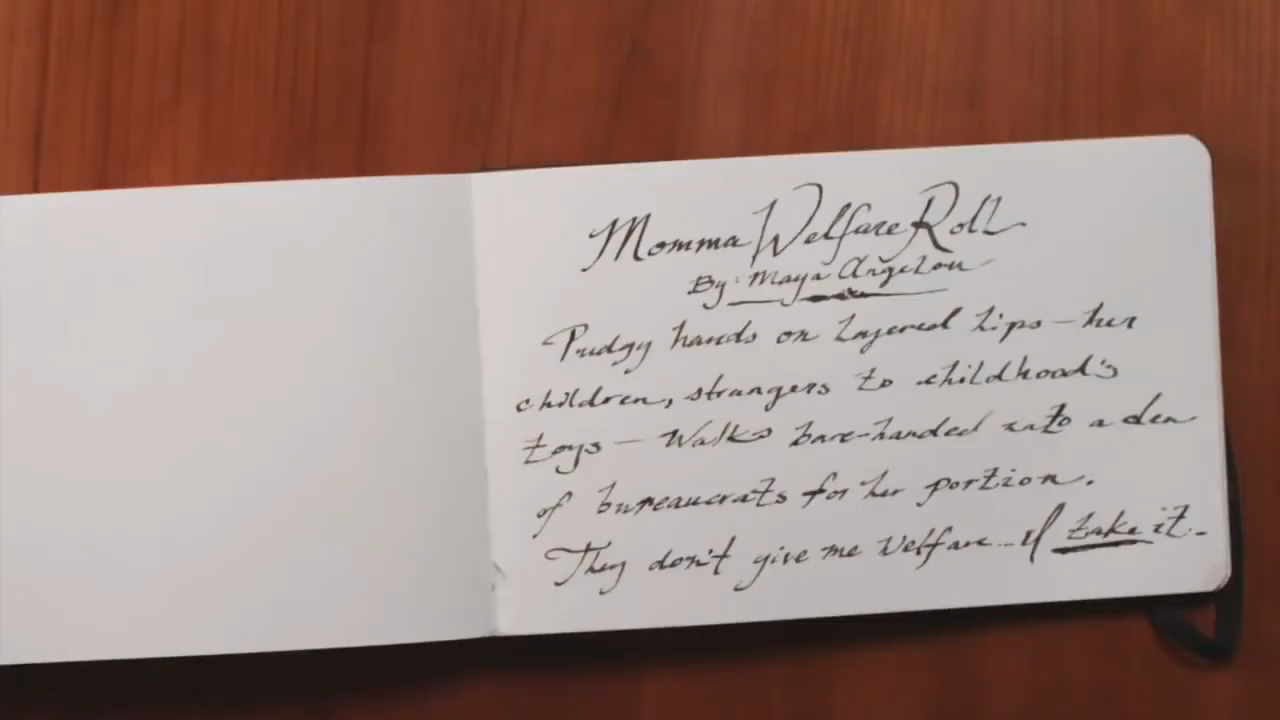 Momma Welfare Roll
By: Maya Angelou
Pudgy hands on layered hips – her
children, strangers to childhood's
toys – Walks bare-handed into a den
of bureaucrats for her portion.
They don't give me welfare... I take it.